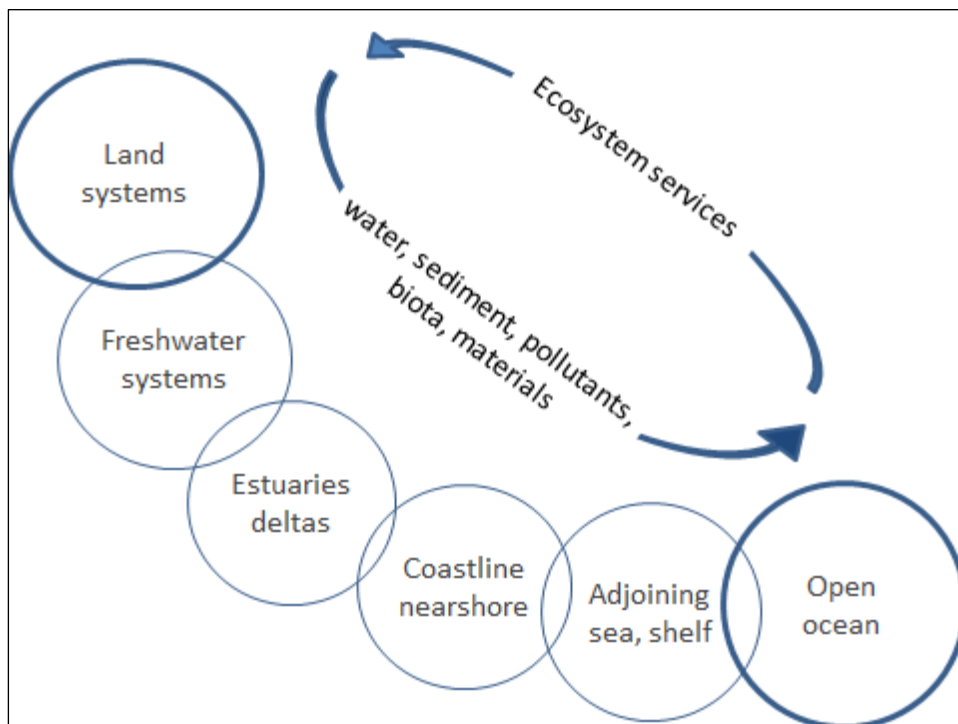 Ecosystem services
water, sediment, pollutants,
biota, materials
Land
systems
Freshwater
systems
Estuaries
deltas
Coastline
nearshore
Adjoining
sea, shelf
Open
ocean